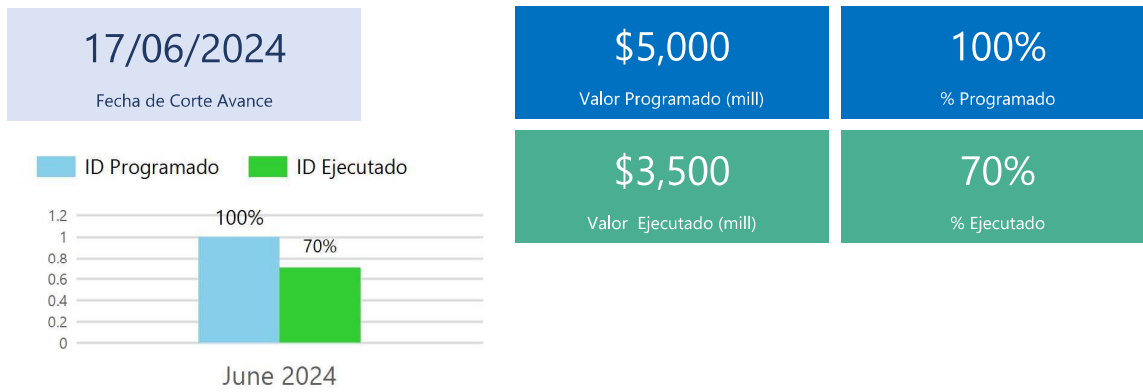 17/06/2024
Fecha de Corte Avance
$5,000
Valor Programado (mill)
100%
% Programado
$3,500
Valor Ejecutado (mill)
70%
% Ejecutado
ID Programado
ID Ejecutado
1.2
1
0.8
0.6
0.4
0.2
0
100%
70%
June 2024